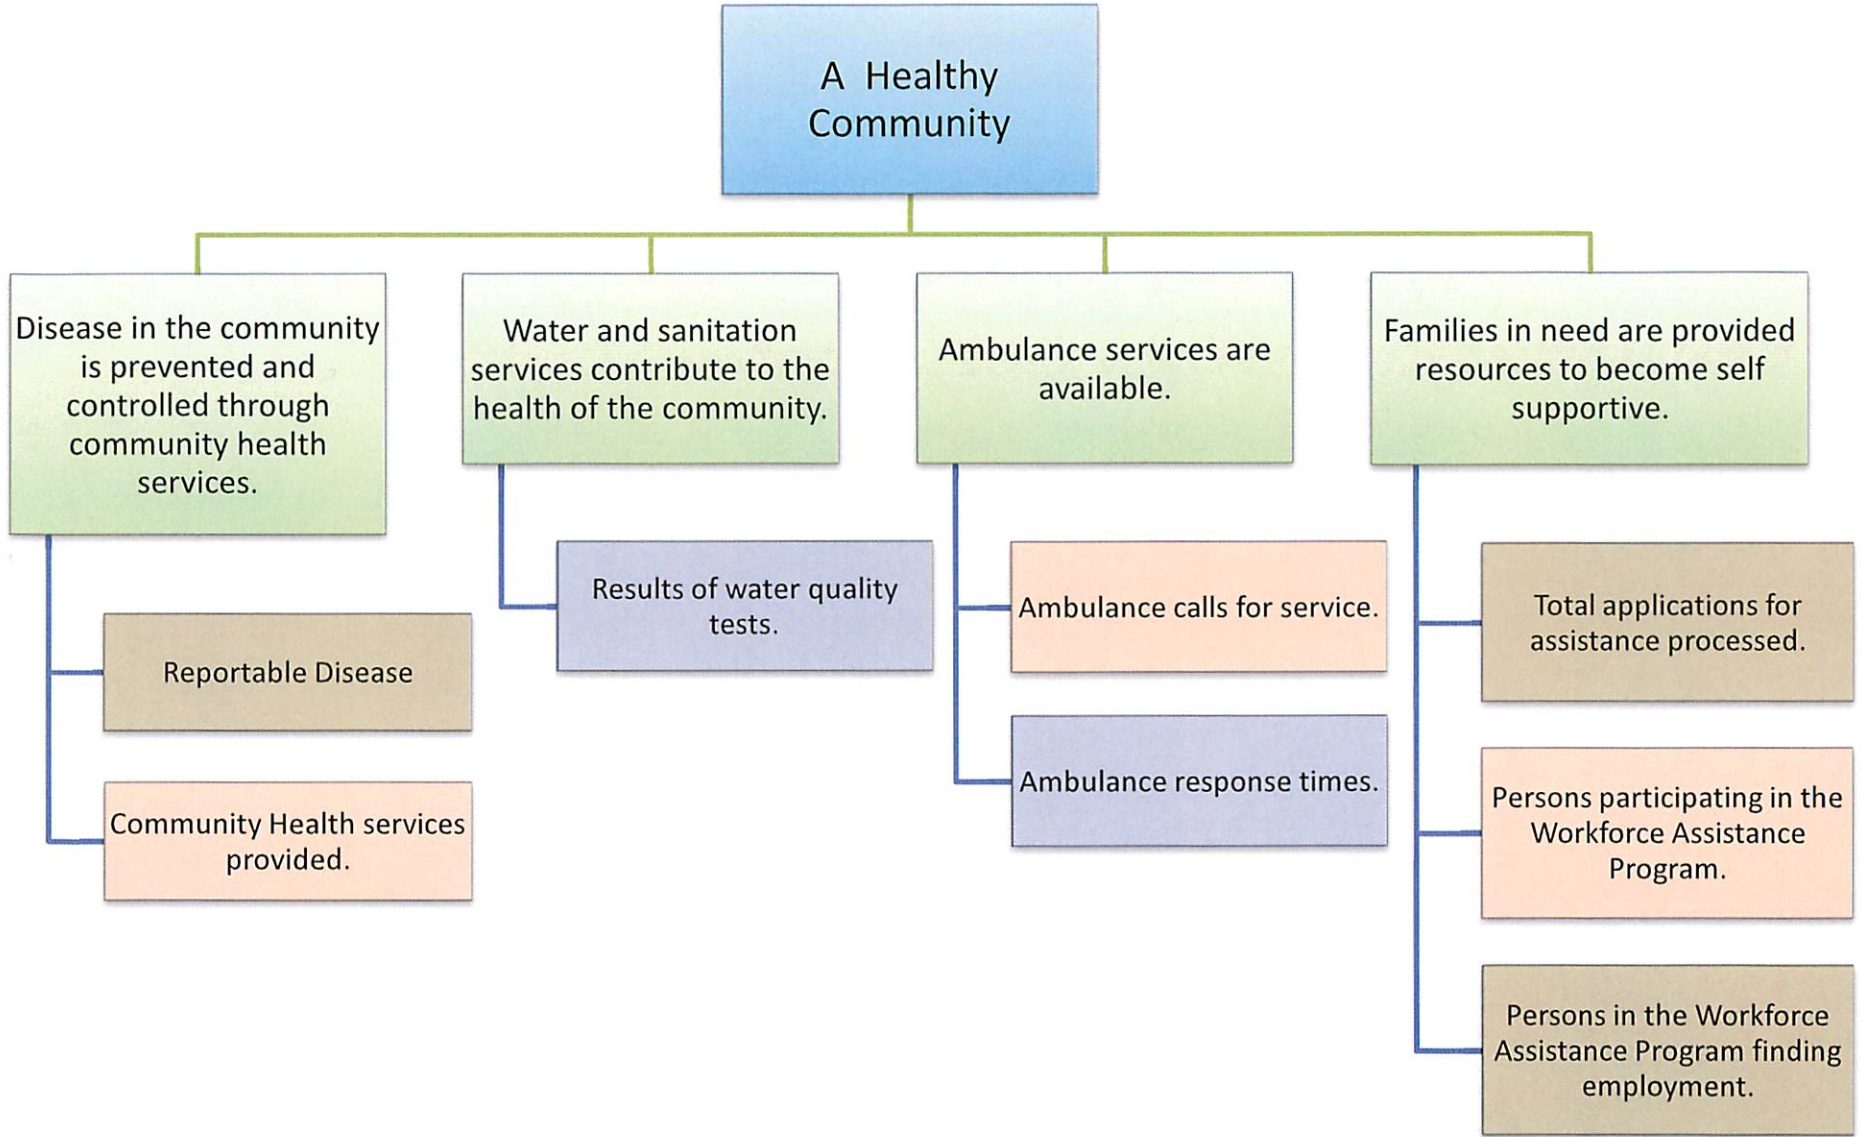 A Healthy
Community
Disease in the community
is prevented and
controlled through
community health
services.
Water and sanitation
services contribute to the
health of the community.
Ambulance services are
available.
Families in need are provided
resources to become self
supportive.
Reportable Disease
Community Health services
provided.
Results of water quality
tests.
Ambulance calls for service.
Ambulance response times.
Total applications for
assistance processed.
Persons participating in the
Workforce Assistance
Program.
Persons in the Workforce
Assistance Program finding
employment.